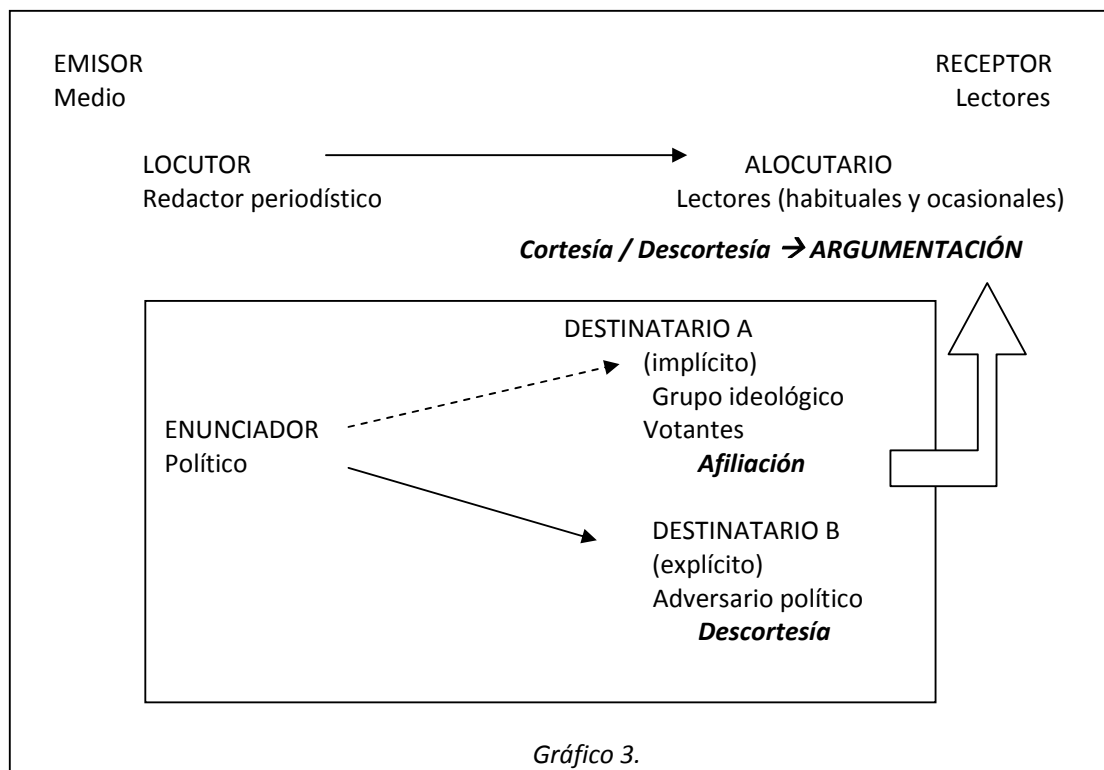 EMISOR RECEPTOR
Medio Lectores
LOCUTOR ALOCUTARIO
Redactor periodístico Lectores (habituales y ocasionales)
Cortesía / Descortesía → ARGUMENTACIÓN
DESTINATARIO A
(implícito)
Grupo ideológico
ENUNCIADOR Votantes
Político Afiliación
DESTINATARIO B
(explícito)
Adversario político
Descortesía
Gráfico 3.